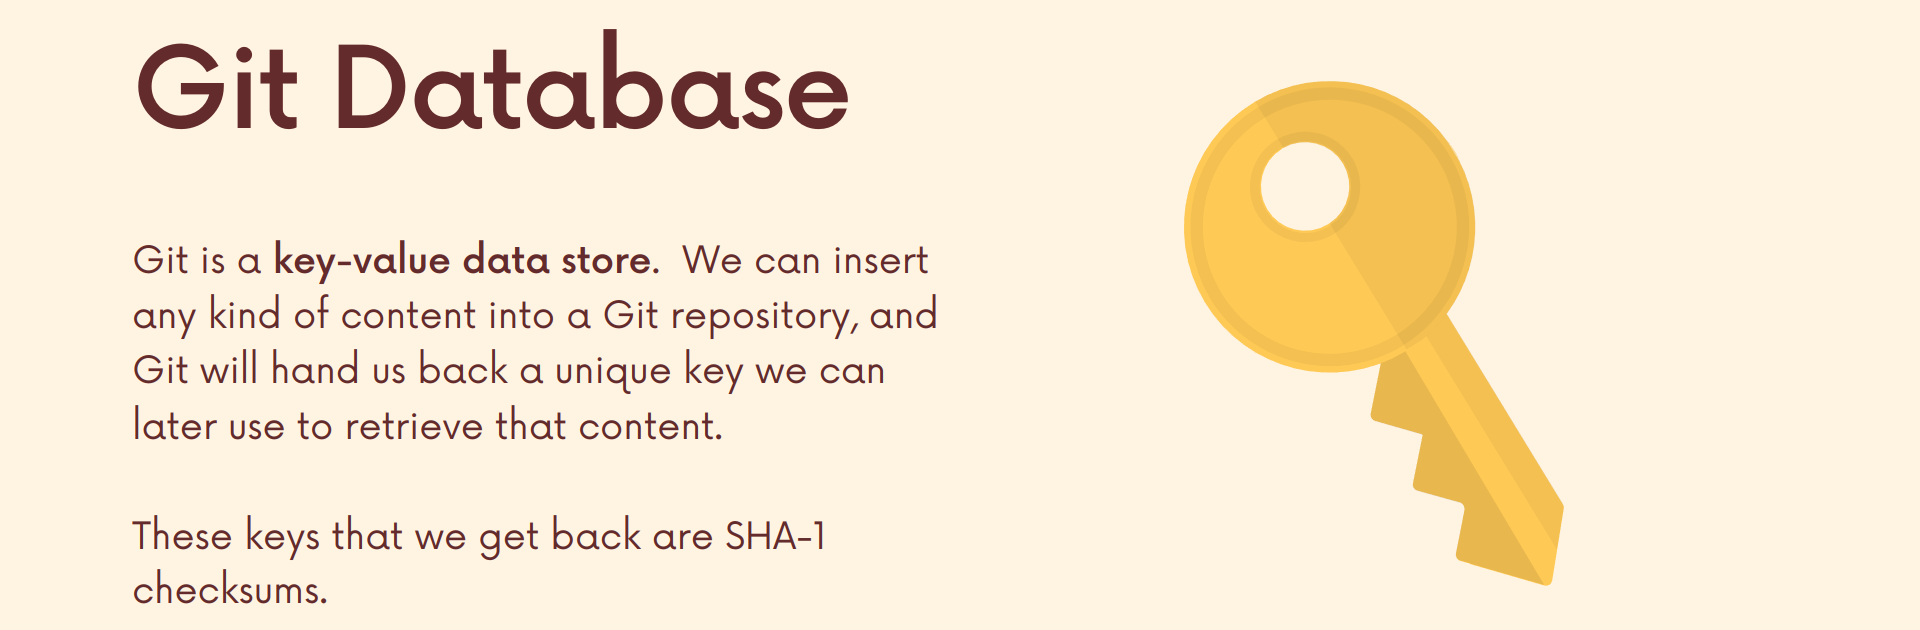 Git Database
Git is a key-value data store.  We can insert
any kind of content into a Git repository, and
Git will hand us back a unique key we can
later use to retrieve that content.
These keys that we get back are SHA-1
checksums.